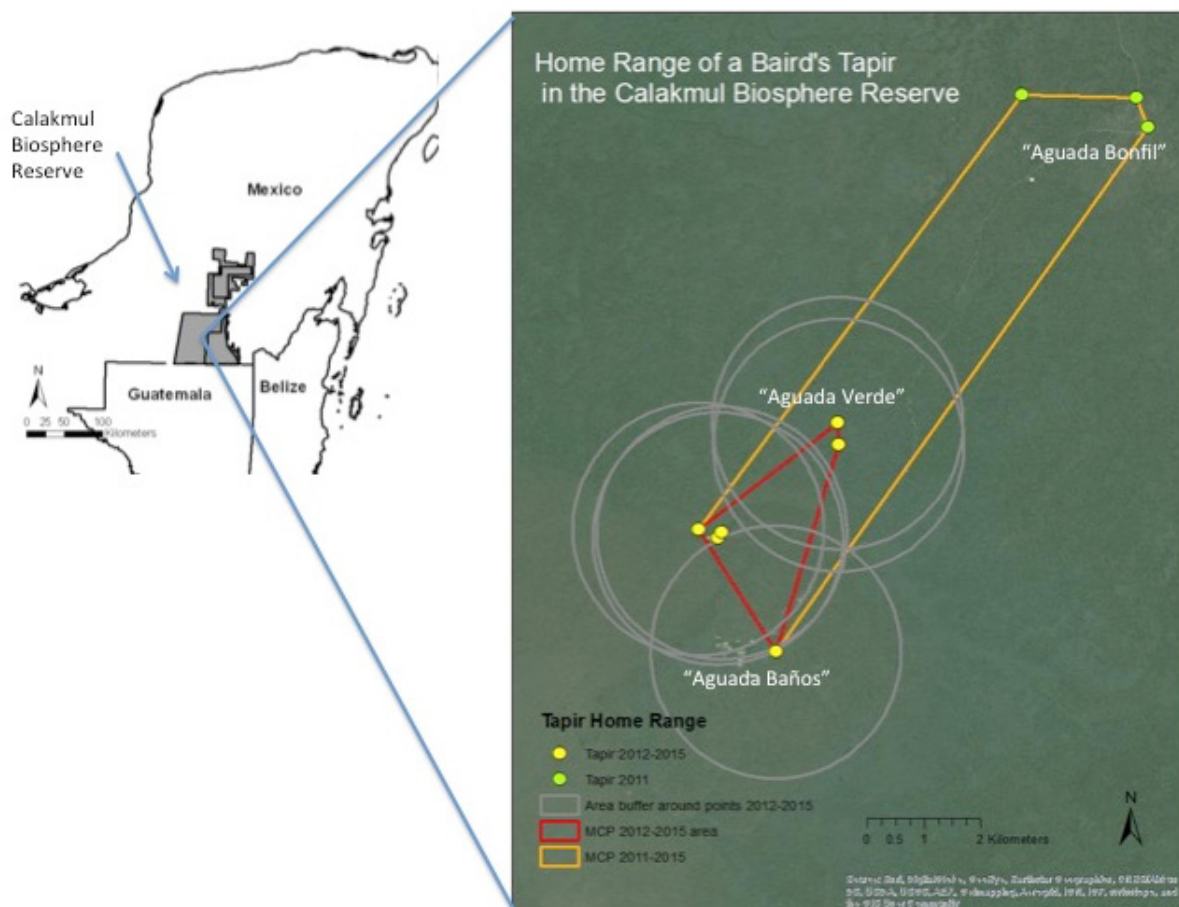 Calakmul
Biosphere
Reserve
Mexico
N
0 25 50 100
Kilometers
Guatemala
Belize
Home Range of a Baird's Tapir
in the Calakmul Biosphere Reserve
“Aguada Bonfil”
“Aguada Verde”
“Aguada Baños”
Tapir Home Range
Tapir 2012-2015
Tapir 2011
Area buffer around points 2012-2015
MCP 2012-2015 area
MCP 2011-2015
0 0.5 1 2 Kilometers
N